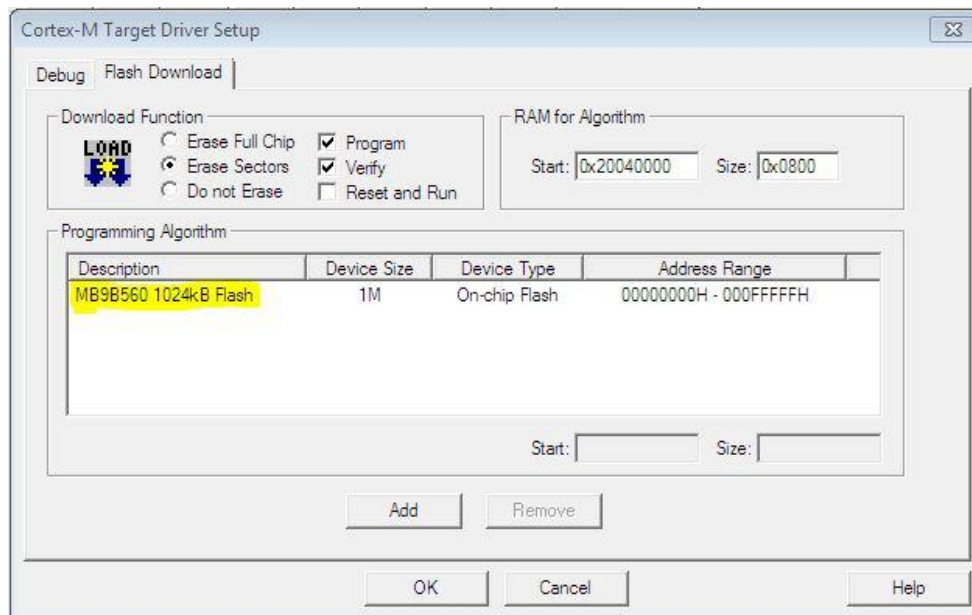 Cortex-M Target Driver Setup
Debug Flash Download
Download Function
LOAD
Erase Full Chip
Erase Sectors
Do not Erase
Program
Verify
Reset and Run
RAM for Algorithm
Start: 0x20040000 Size: 0x0800
Programming Algorithm
Description Device Size Device Type Address Range
MB9B560 1024kB Flash 1M On-chip Flash 00000000H - 000FFFFFH
Start: Size:
Add Remove
OK Cancel Help